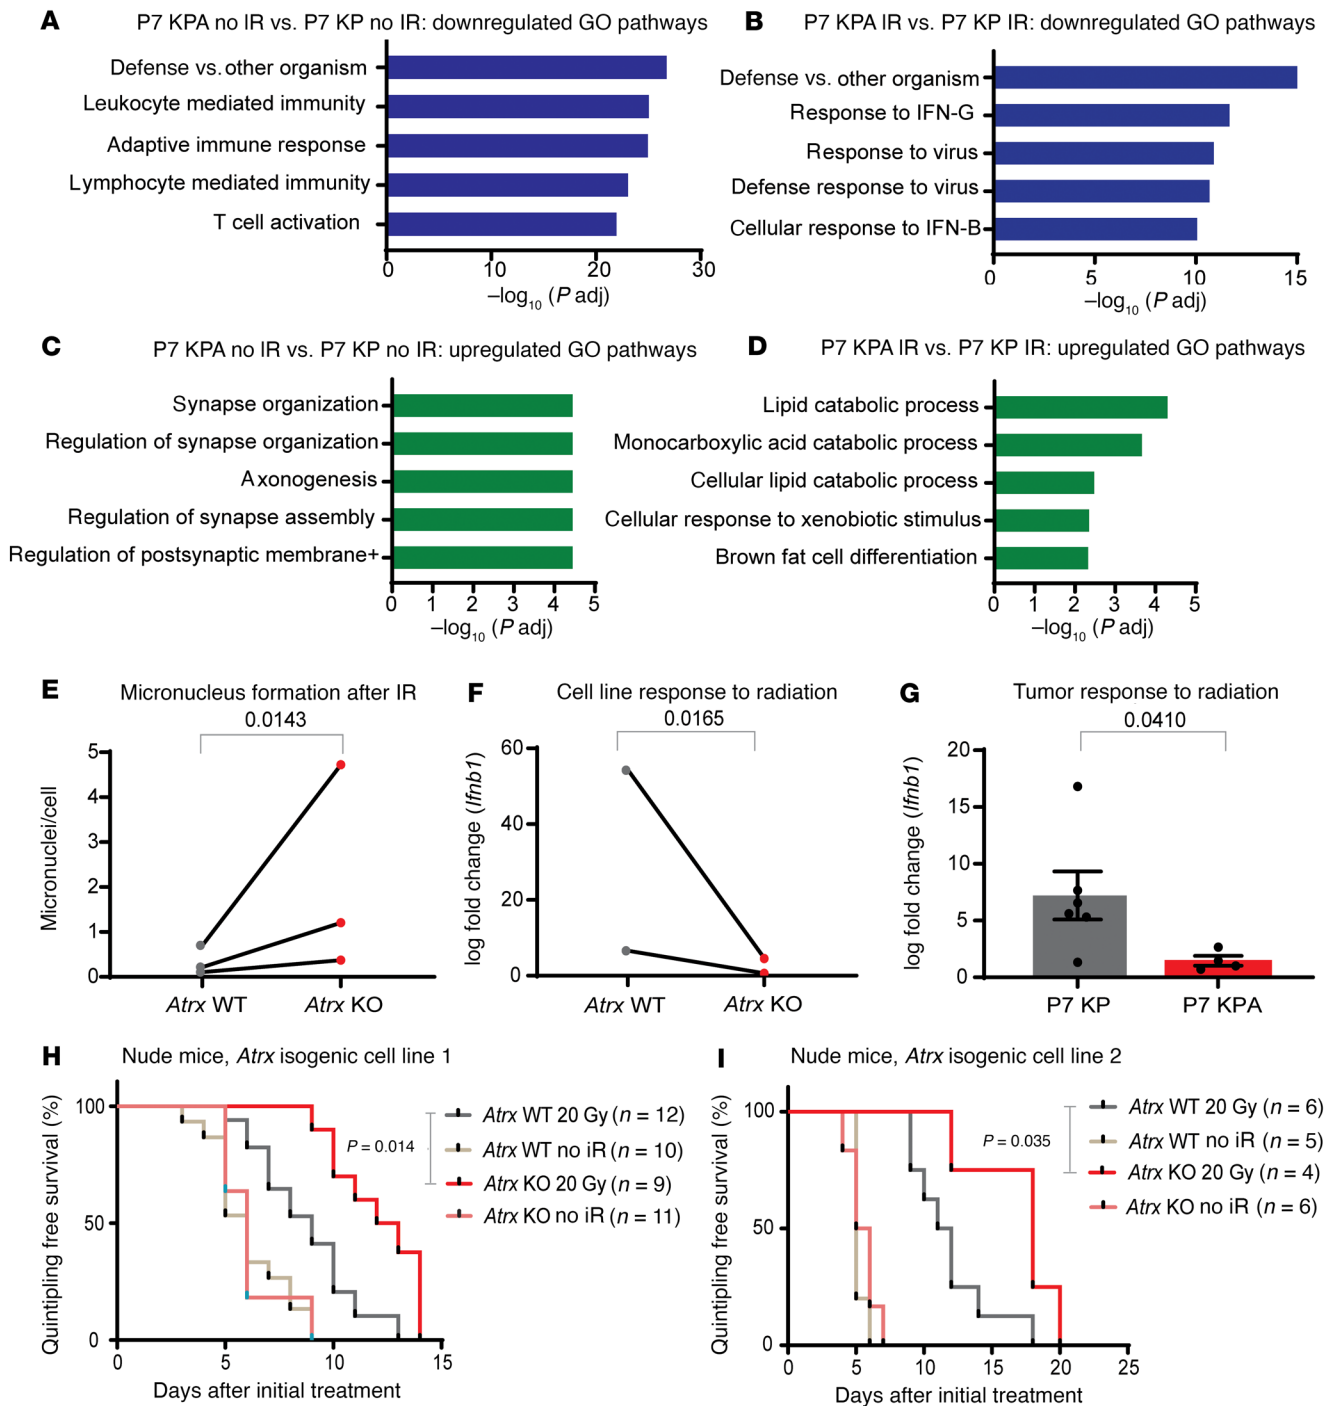 A P7 KPA no IR vs. P7 KP no IR: downregulated GO pathways
Defense vs. other organism
Leukocyte mediated immunity
Adaptive immune response
Lymphocyte mediated immunity
T cell activation
0 10 20 30
–log10 (P adj)
B P7 KPA IR vs. P7 KP IR: downregulated GO pathways
Defense vs. other organism
Response to IFN-G
Response to virus
Defense response to virus
Cellular response to IFN-B
0 5 10 15
–log10 (P adj)
C P7 KPA no IR vs. P7 KP no IR: upregulated GO pathways
Synapse organization
Regulation of synapse organization
Axonogenesis
Regulation of synapse assembly
Regulation of postsynaptic membrane+
0 1 2 3 4 5
–log10 (P adj)
D P7 KPA IR vs. P7 KP IR: upregulated GO pathways
Lipid catabolic process
Monocarboxylic acid catabolic process
Cellular lipid catabolic process
Cellular response to xenobiotic stimulus
Brown fat cell differentiation
0 1 2 3 4 5
–log10 (P adj)
E Micronucleus formation after IR
0.0143
Micronuclei/cell
5
4
3
2
1
0
Atrx WT Atrx KO
F Cell line response to radiation
0.0165
log fold change (Ifnb1)
60
40
20
0
Atrx WT Atrx KO
G Tumor response to radiation
0.0410
log fold change (Ifnb1)
20
15
10
5
0
P7 KP P7 KPA
H Nude mice, Atrx isogenic cell line 1
Quintipling free survival (%)
100
50
0
P = 0.014
Atrx WT 20 Gy (n = 12)
Atrx WT no iR (n = 10)
Atrx KO 20 Gy (n = 9)
Atrx KO no iR (n = 11)
0 5 10 15
Days after initial treatment
I Nude mice, Atrx isogenic cell line 2
Quintipling free survival (%)
100
50
0
P = 0.035
Atrx WT 20 Gy (n = 6)
Atrx WT no iR (n = 5)
Atrx KO 20 Gy (n = 4)
Atrx KO no iR (n = 6)
0 5 10 15 20 25
Days after initial treatment